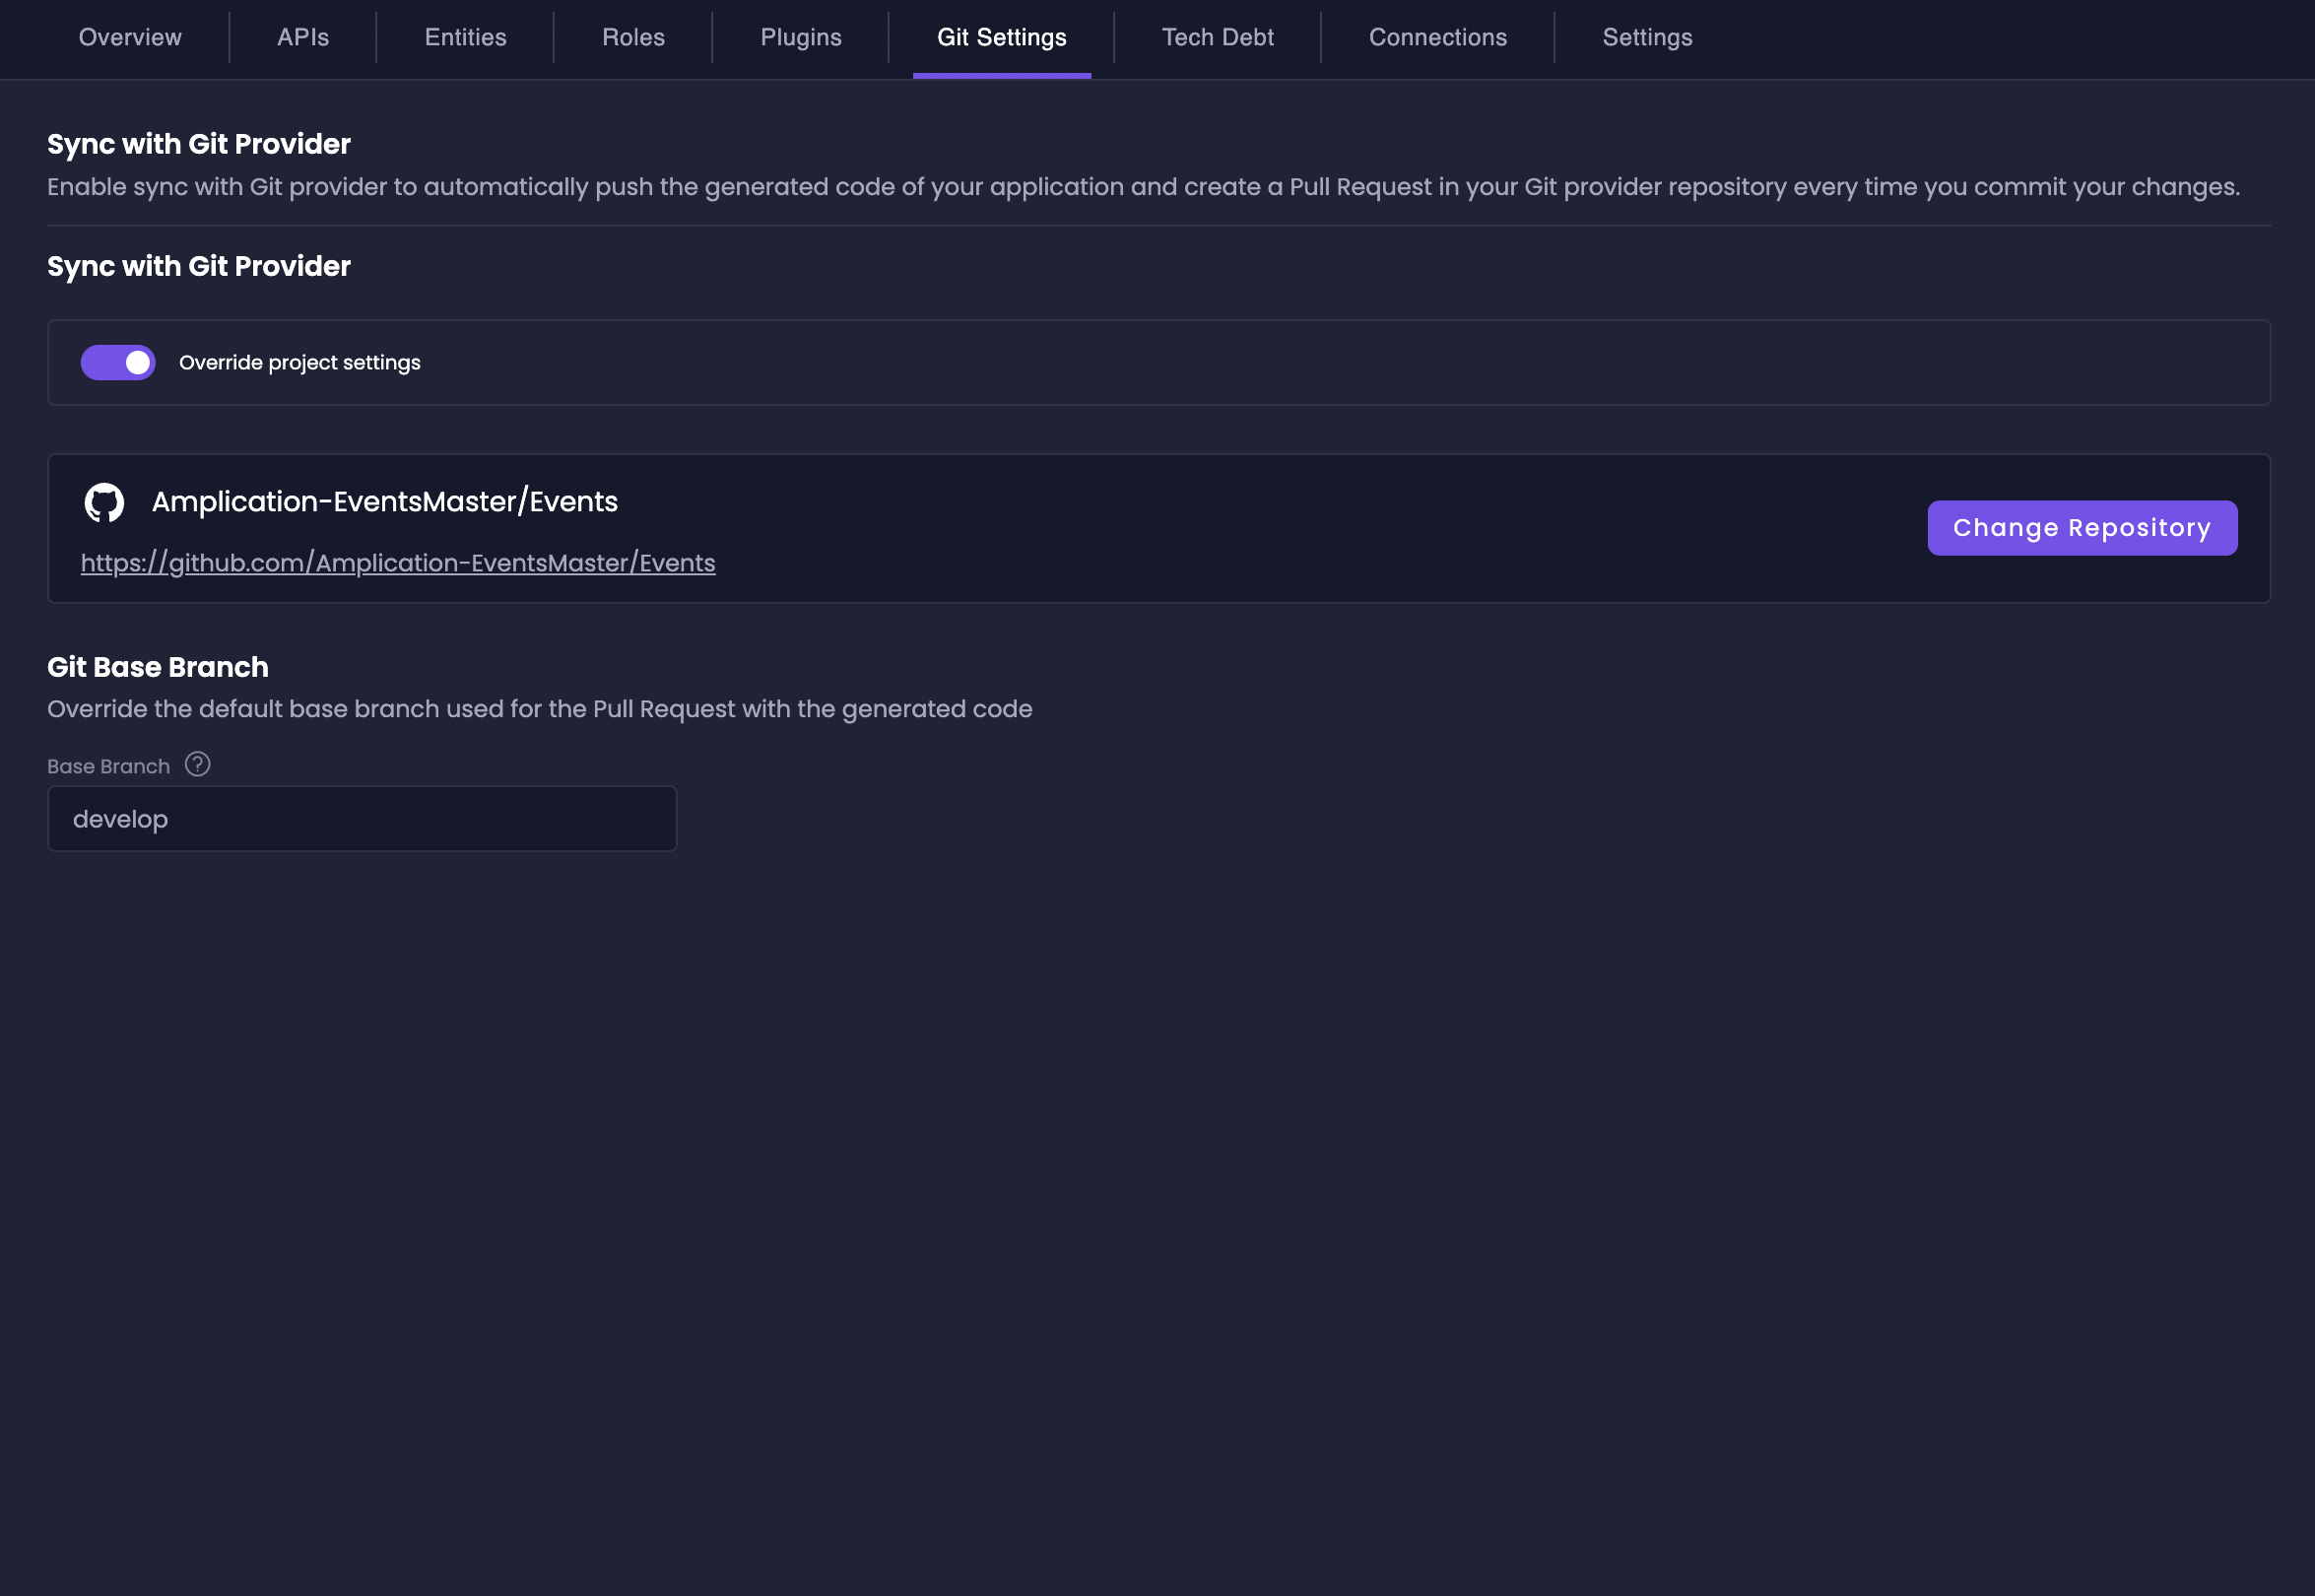 Overview APIs Entities Roles Plugins Git Settings Tech Debt Connections Settings
Sync with Git Provider
Enable sync with Git provider to automatically push the generated code of your application and create a Pull Request in your Git provider repository every time you commit your changes.
Sync with Git Provider
Override project settings
Amplication-EventsMaster/Events
https://github.com/Amplication-EventsMaster/Events
Change Repository
Git Base Branch
Override the default base branch used for the Pull Request with the generated code
Base Branch ?
develop